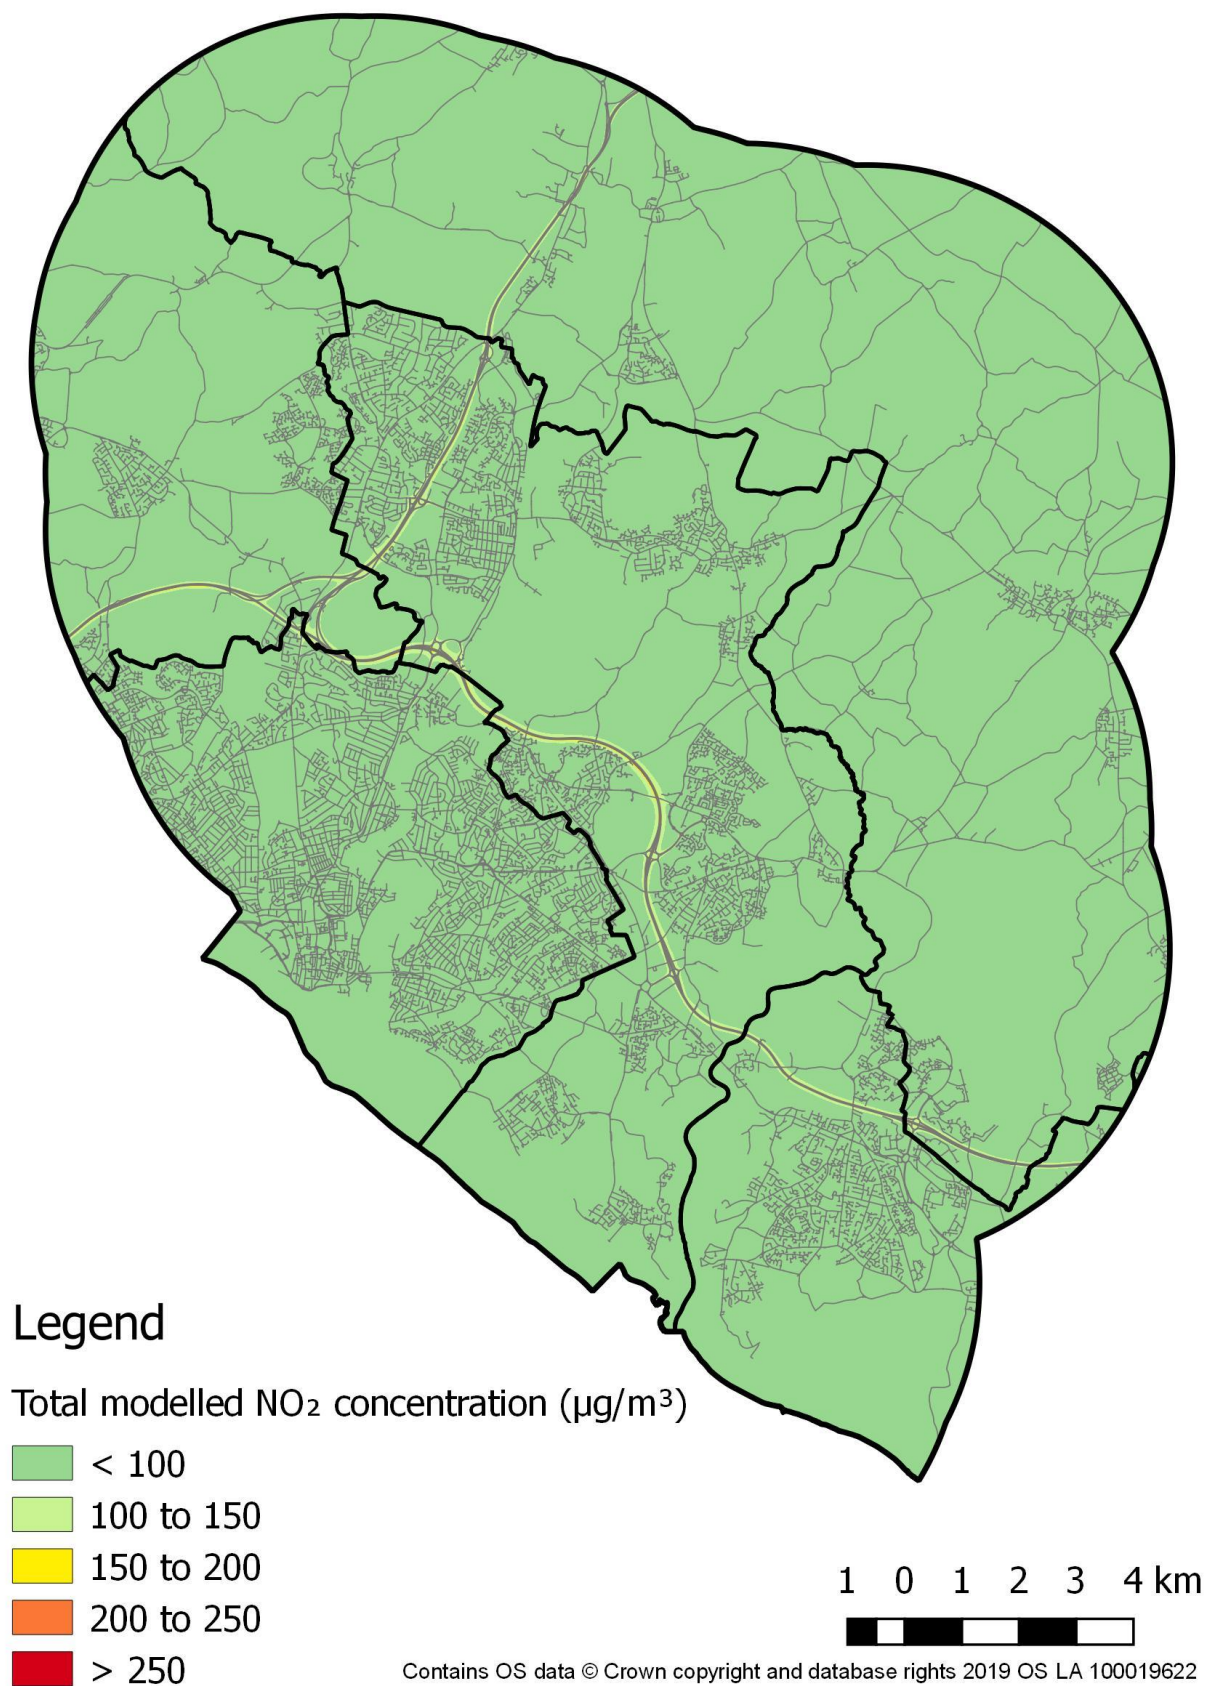 Legend
Total modelled NO₂ concentration (µg/m³)
< 100
100 to 150
150 to 200
200 to 250
> 250
1 0 1 2 3 4 km
Contains OS data © Crown copyright and database rights 2019 OS LA 100019622